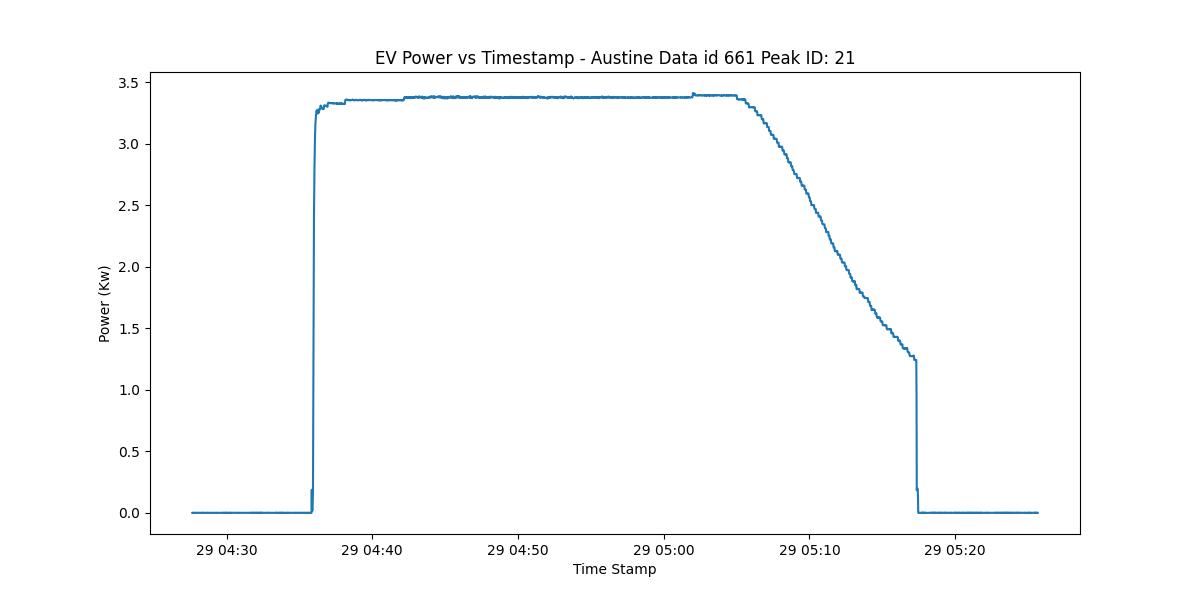 EV Power vs Timestamp - Austine Data id 661 Peak ID: 21
3.5
3.0
2.5
2.0
1.5
1.0
0.5
0.0
Power (Kw)
29 04:30 29 04:40 29 04:50 29 05:00 29 05:10 29 05:20
Time Stamp